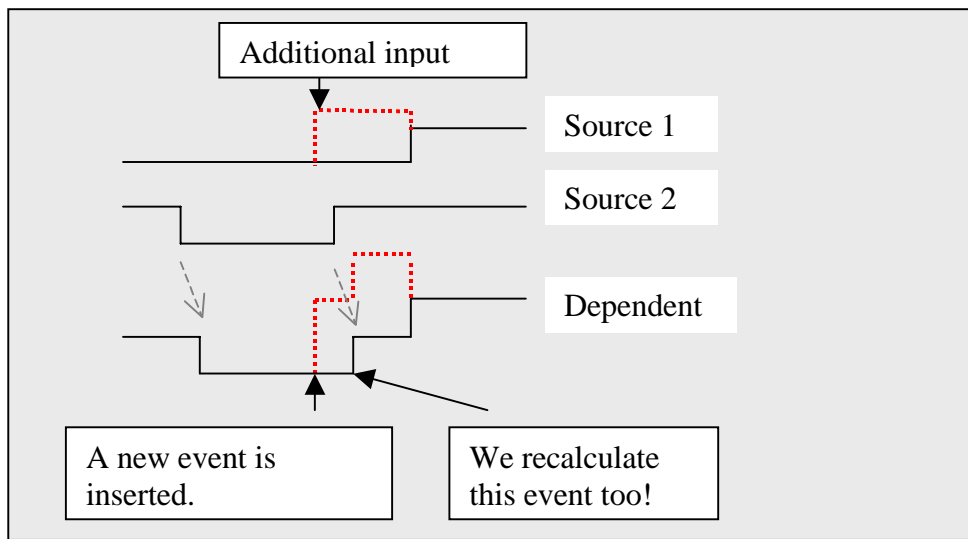 Additional input
Source 1
Source 2
Dependent
A new event is
inserted.
We recalculate
this event too!